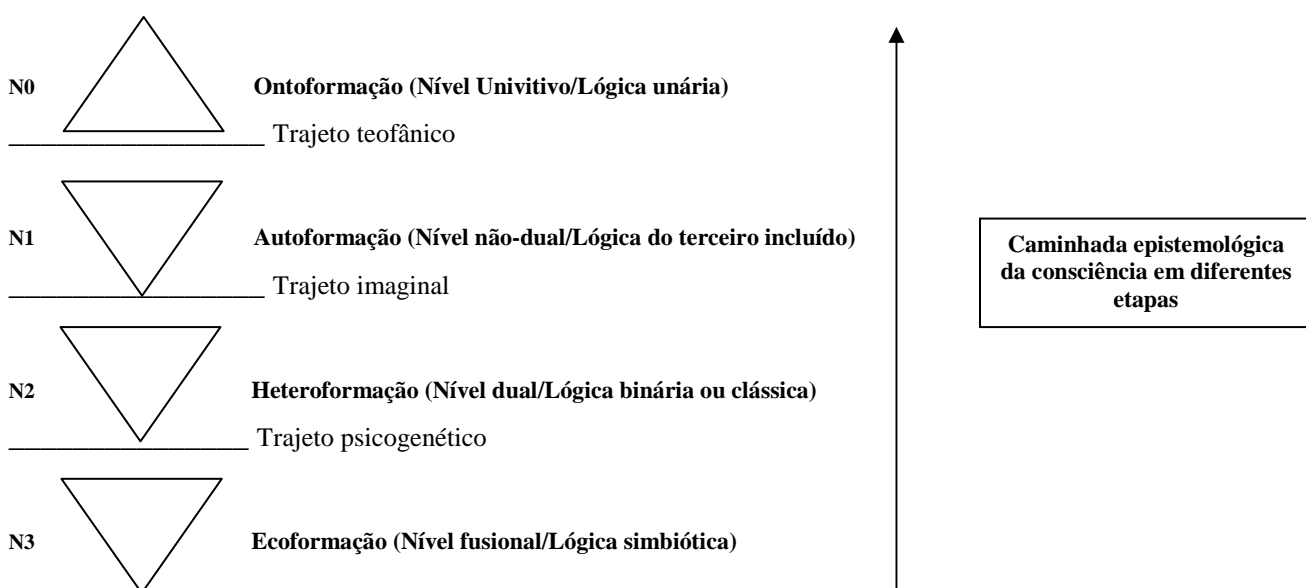 N0
Ontoformação (Nível Univitivo/Lógica unária)
Trajeto teofânico
N1
Autoformação (Nível não-dual/Lógica do terceiro incluído)
Trajeto imaginal
Caminhada epistemológica
da consciência em diferentes
etapas
N2
Heteroformação (Nível dual/Lógica binária ou clássica)
Trajeto psicogenético
N3
Ecoformação (Nível fusional/Lógica simbiótica)